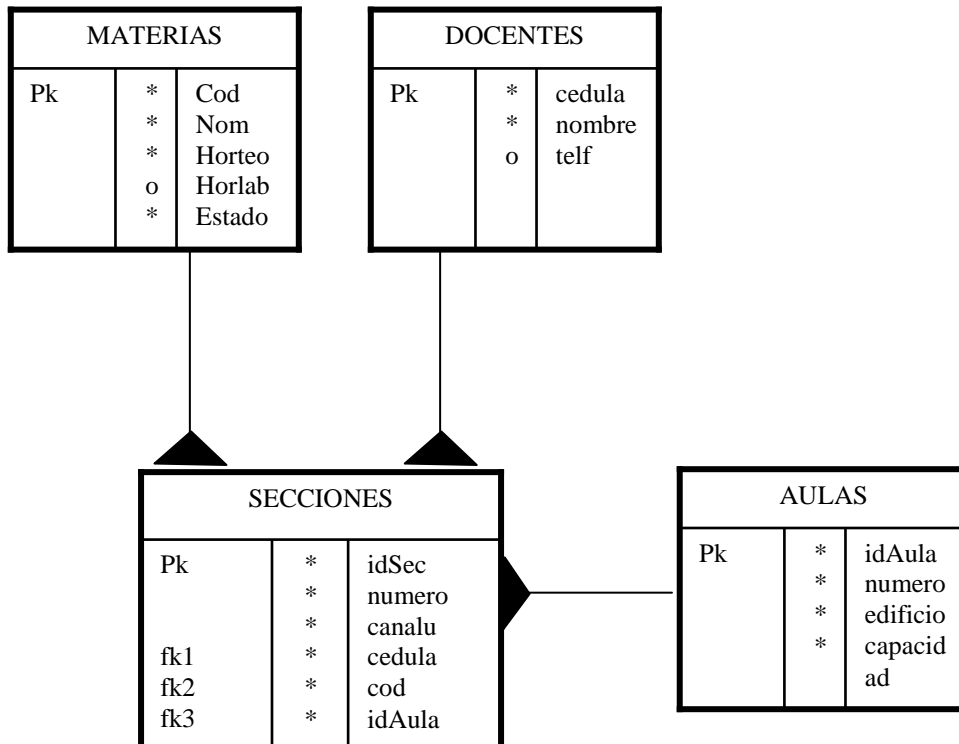 MATERIAS
Pk * Cod
* Nom
* Horteo
o Horlab
* Estado
DOCENTES
Pk * cedula
* nombre
o telf
SECCIONES
Pk * idSec
* numero
* canalu
fk1 * cedula
fk2 * cod
fk3 * idAula
AULAS
Pk * idAula
* numero
* edificio
* capacid
ad